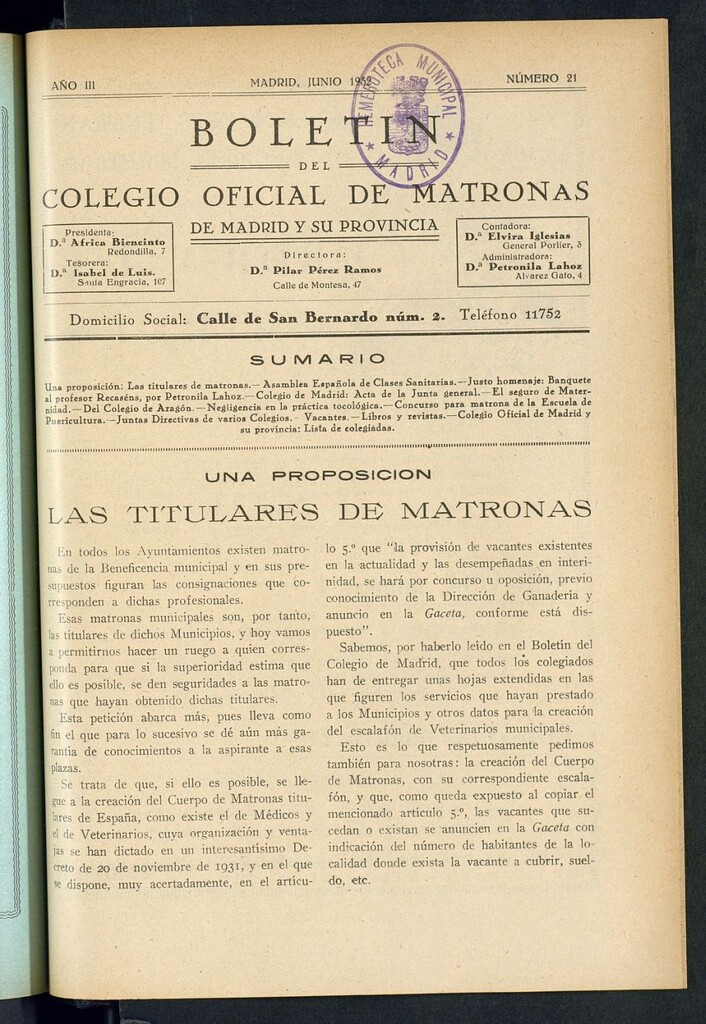 AÑO III
MADRID, JUNIO 1932
NÚMERO 21
HEMEROTECA MUNICIPAL
★ MADRID ★
BOLETIN
DEL
COLEGIO OFICIAL DE MATRONAS
DE MADRID Y SU PROVINCIA
Presidenta:
D.ª Africa Biencinto
Redondilla, 7
Tesorera:
D.ª Isabel de Luis.
Santa Engracia, 107
Directora:
D.ª Pilar Pérez Ramos
Calle de Montesa, 47
Contadora:
D.ª Elvira Iglesias
General Porlier, 3
Administradora:
D.ª Petronila Lahoz
Alvarez Gato, 4
Domicilio Social: Calle de San Bernardo núm. 2. Teléfono 11752
SUMARIO
Una proposición: Las titulares de matronas.—Asamblea Española de Clases Sanitarias.—Justo homenaje: Banquete
al profesor Recaséns, por Petronila Lahoz.—Colegio de Madrid: Acta de la Junta general.—El seguro de Mater-
nidad.—Del Colegio de Aragón.—Negligencia en la práctica tocológica.—Concurso para matrona de la Escuela de
Puericultura.—Juntas Directivas de varios Colegios.—Vacantes.—Libros y revistas.—Colegio Oficial de Madrid y
su provincia: Lista de colegiadas.
UNA PROPOSICION
LAS TITULARES DE MATRONAS
En todos los Ayuntamientos existen matro-
nas de la Beneficencia municipal y en sus pre-
supuestos figuran las consignaciones que co-
rresponden a dichas profesionales.
Esas matronas municipales son, por tanto,
las titulares de dichos Municipios, y hoy vamos
a permitirnos hacer un ruego a quien corres-
ponda para que si la superioridad estima que
ello es posible, se den seguridades a las matro-
nas que hayan obtenido dichas titulares.
Esta petición abarca más, pues lleva como
fin el que para lo sucesivo se dé aún más ga-
rantía de conocimientos a la aspirante a esas
plazas.
Se trata de que, si ello es posible, se lle-
gue a la creación del Cuerpo de Matronas titu-
lares de España, como existe el de Médicos y
el de Veterinarios, cuya organización y venta-
jas se han dictado en un interesantísimo De-
creto de 20 de noviembre de 1931, y en el que
se dispone, muy acertadamente, en el artícu-
lo 5.º que "la provisión de vacantes existentes
en la actualidad y las desempeñadas en interi-
nidad, se hará por concurso u oposición, previo
conocimiento de la Dirección de Ganadería y
anuncio en la Gaceta, conforme está dis-
puesto".
Sabemos, por haberlo leído en el Boletín del
Colegio de Madrid, que todos los colegiados
han de entregar unas hojas extendidas en las
que figuren los servicios que hayan prestado
a los Municipios y otros datos para la creación
del escalafón de Veterinarios municipales.
Esto es lo que respetuosamente pedimos
también para nosotras: la creación del Cuerpo
de Matronas, con su correspondiente escala-
fón, y que, como queda expuesto al copiar el
mencionado artículo 5.º, las vacantes que su-
cedan o existan se anuncien en la Gaceta con
indicación del número de habitantes de la lo-
calidad donde exista la vacante a cubrir, suel-
do, etc.